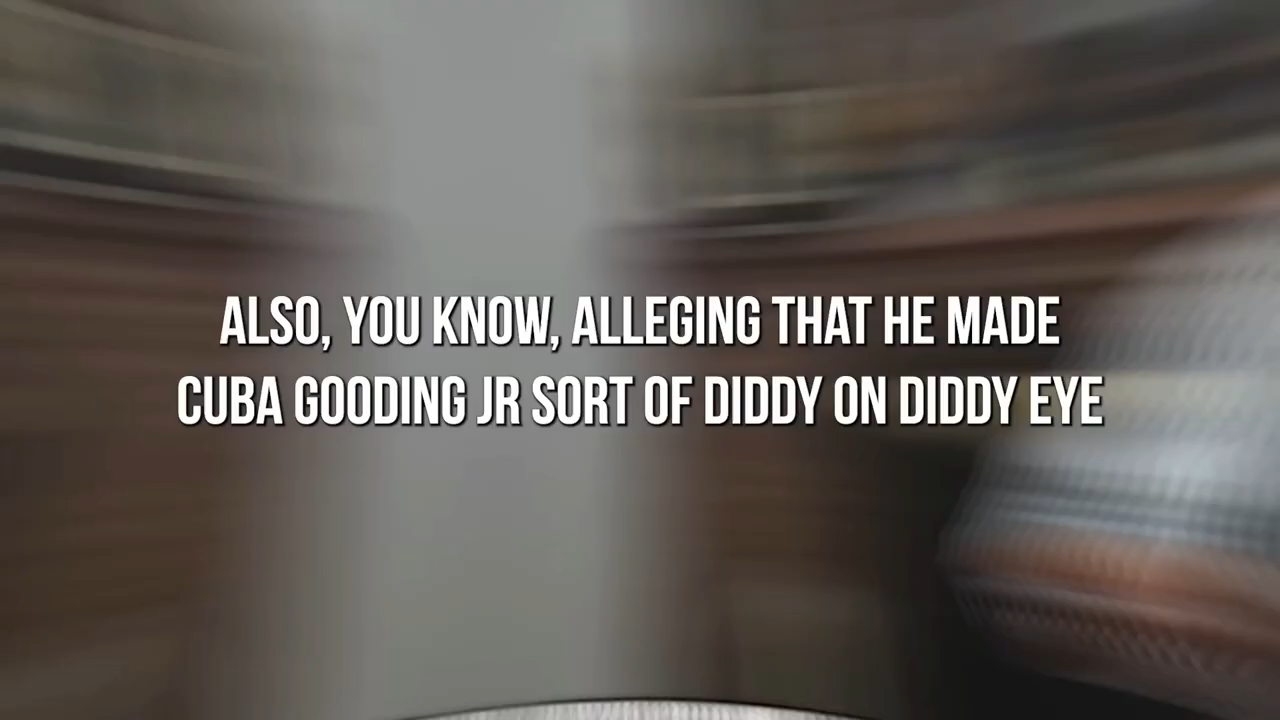 ALSO, YOU KNOW, ALLEGING THAT HE MADE
CUBA GOODING JR SORT OF DIDDY ON DIDDY EYE